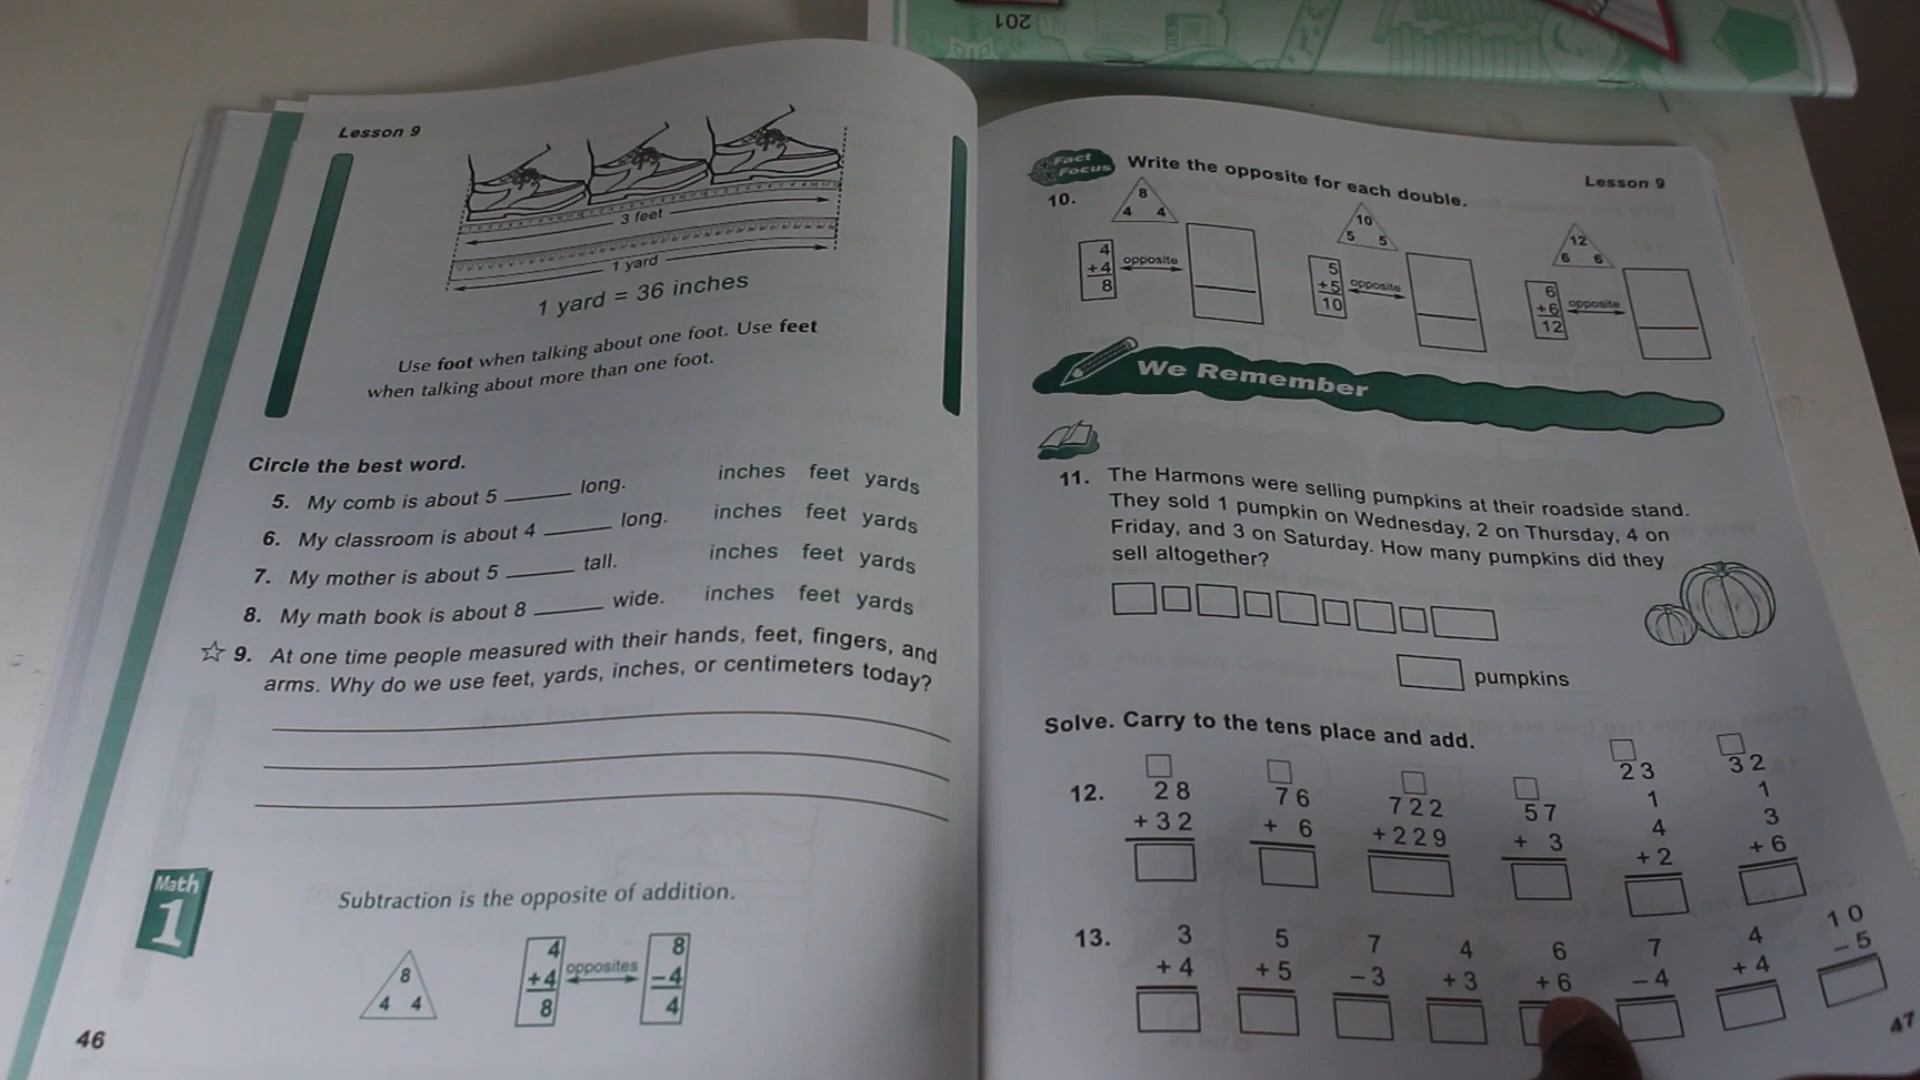 201
Lesson 9
3 feet
1 yard
1 yard = 36 inches
Use foot when talking about one foot. Use feet
when talking about more than one foot.
Circle the best word.
5. My comb is about 5 ______ long. inches feet yards
6. My classroom is about 4 ______ long. inches feet yards
7. My mother is about 5 ______ tall. inches feet yards
8. My math book is about 8 ______ wide. inches feet yards
☆ 9. At one time people measured with their hands, feet, fingers, and
arms. Why do we use feet, yards, inches, or centimeters today?
Math
1
Subtraction is the opposite of addition.
8
4 4
4
+4
8
opposites
8
-4
4
46
Fact
Focus
Write the opposite for each double.
Lesson 9
10.
8
4 4
4
+4
8
opposite
10
5 5
5
+5
10
opposite
12
6 6
6
+6
12
opposite
We Remember
11. The Harmons were selling pumpkins at their roadside stand.
They sold 1 pumpkin on Wednesday, 2 on Thursday, 4 on
Friday, and 3 on Saturday. How many pumpkins did they
sell altogether?
pumpkins
Solve. Carry to the tens place and add.
12.
28
+32
76
+ 6
722
+229
57
+ 3
23
1
4
+2
32
1
3
+6
13.
3
+4
5
+5
7
-3
4
+3
6
+6
7
-4
4
+4
10
-5
47